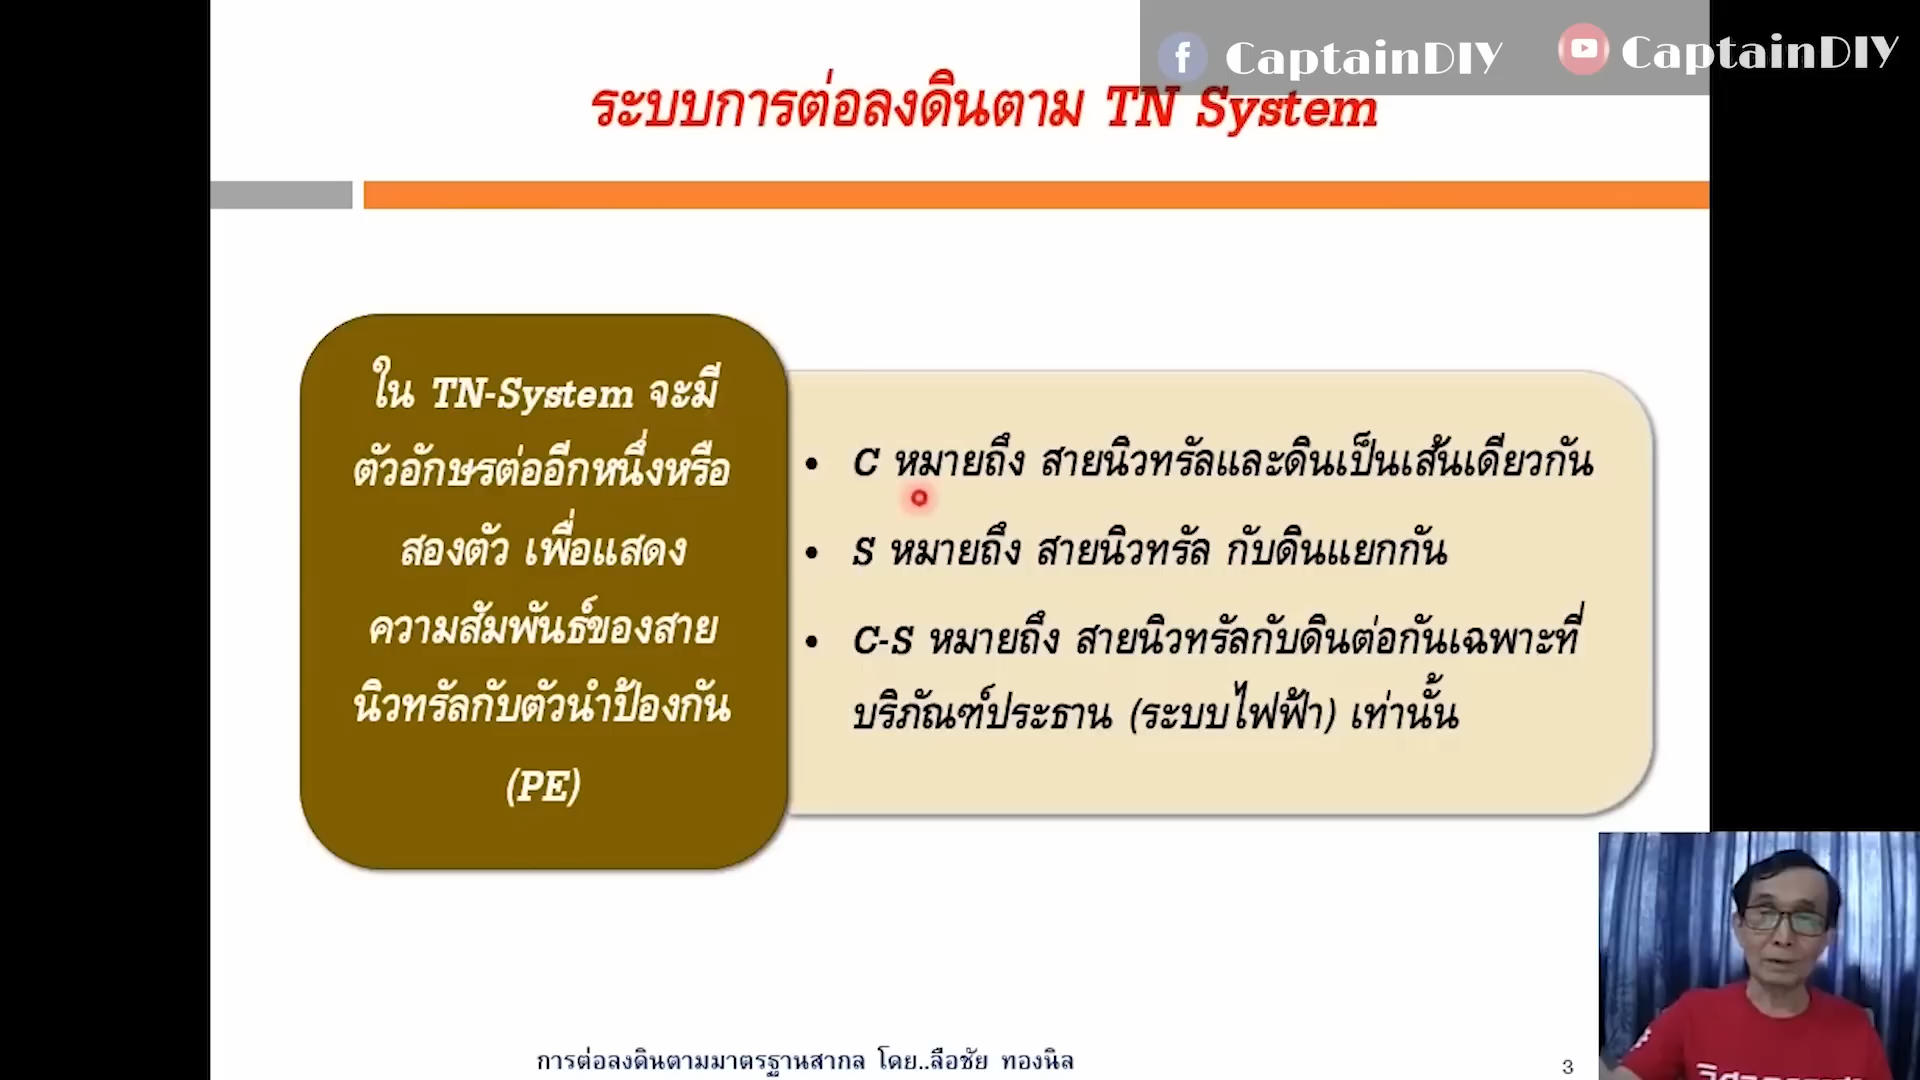 CaptainDIY
CaptainDIY
ระบบการต่อลงดินตาม TN System
ใน TN-System จะมี
ตัวอักษรต่ออีกหนึ่งหรือ
สองตัว เพื่อแสดง
ความสัมพันธ์ของสาย
นิวทรัลกับตัวนำป้องกัน
(PE)
• C หมายถึง สายนิวทรัลและดินเป็นเส้นเดียวกัน
• S หมายถึง สายนิวทรัล กับดินแยกกัน
• C-S หมายถึง สายนิวทรัลกับดินต่อกันเฉพาะที่
บริภัณฑ์ประธาน (ระบบไฟฟ้า) เท่านั้น
การต่อลงดินตามมาตรฐานสากล โดย..ลือชัย ทองนิล
3